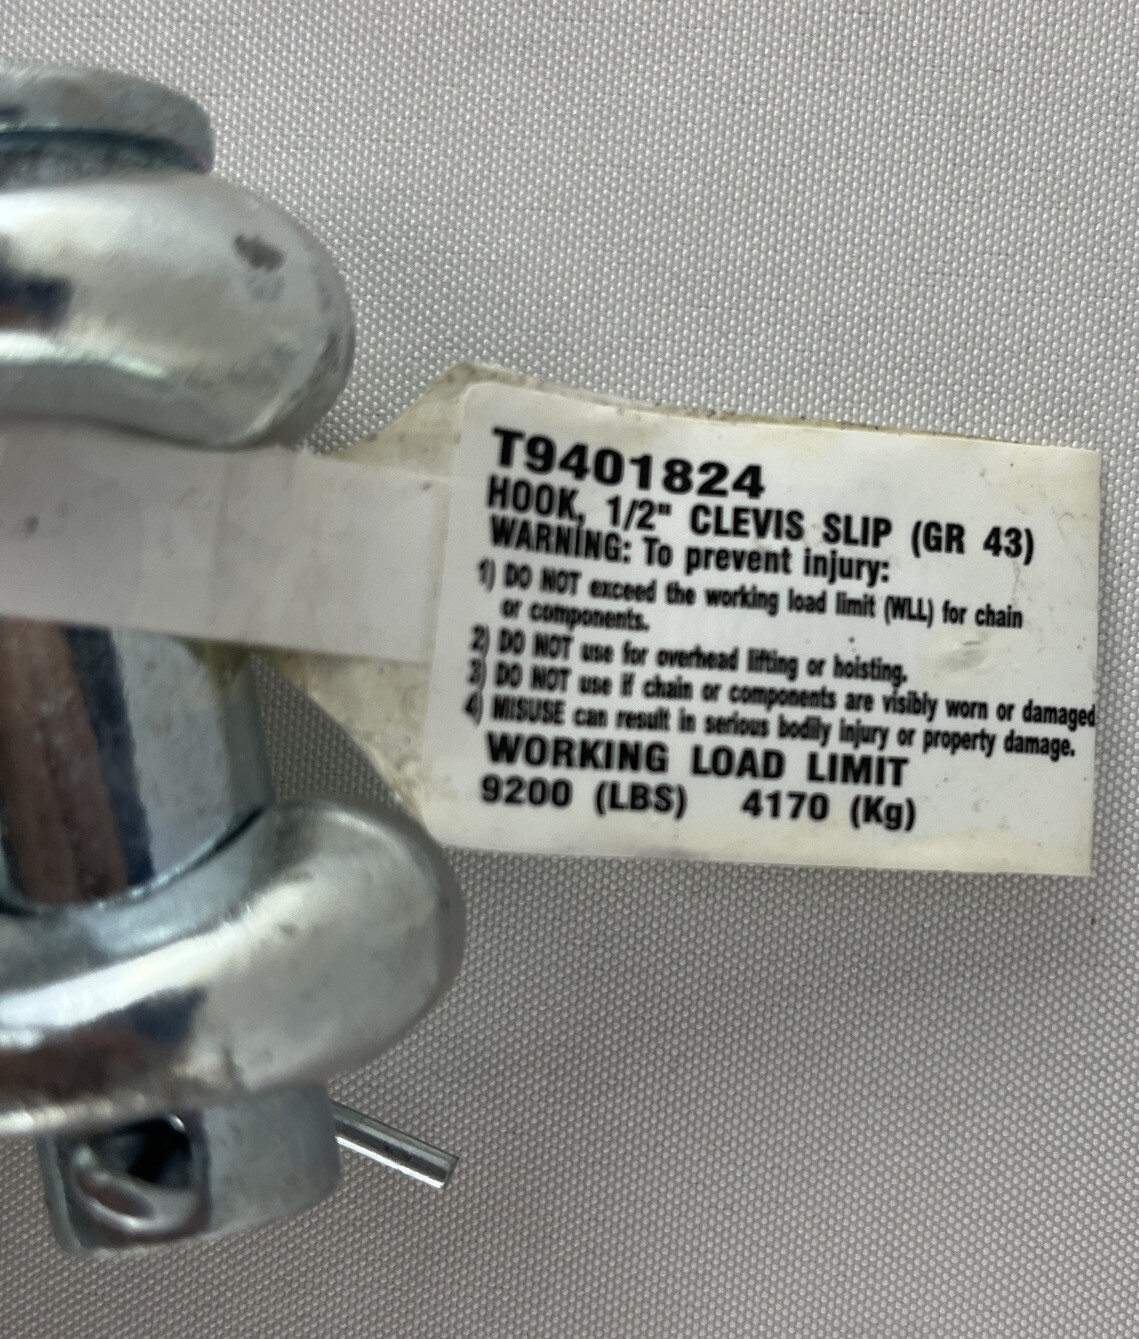 T9401824
HOOK, 1/2" CLEVIS SLIP (GR 43)
WARNING: To prevent injury:
1) DO NOT exceed the working load limit (WLL) for chain
or components.
2) DO NOT use for overhead lifting or hoisting.
3) DO NOT use if chain or components are visibly worn or damaged
4) MISUSE can result in serious bodily injury or property damage.
WORKING LOAD LIMIT
9200 (LBS) 4170 (Kg)